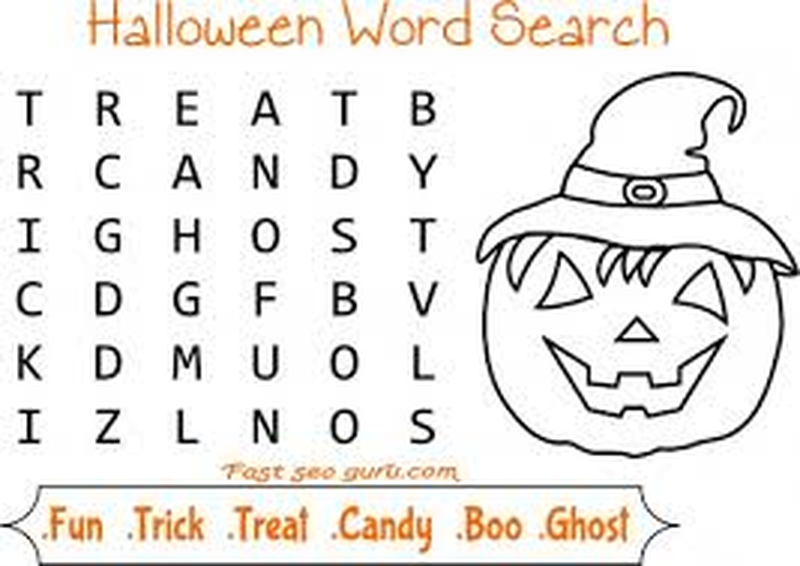 Halloween Word Search
T R E A T B
R C A N D Y
I G H O S T
C D G F B V
K D M U O L
I Z L N O S
Fast seo guru.com
.Fun .Trick .Treat .Candy .Boo .Ghost